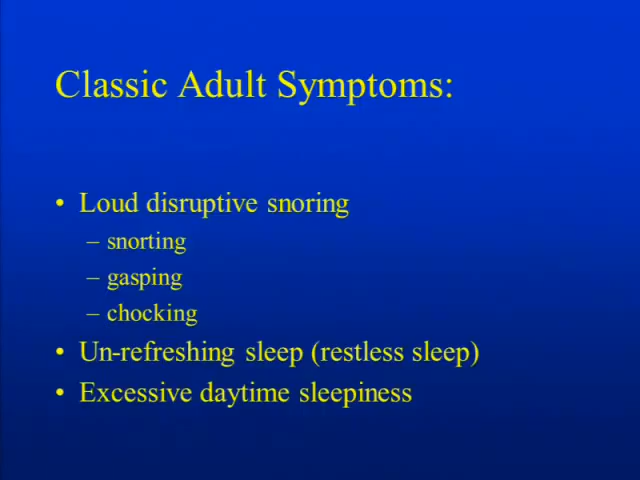 Classic Adult Symptoms:
• Loud disruptive snoring
– snorting
– gasping
– chocking
• Un-refreshing sleep (restless sleep)
• Excessive daytime sleepiness